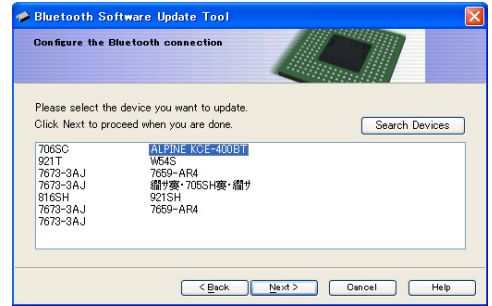 Bluetooth Software Update Tool
Configure the Bluetooth connection
Please select the device you want to update.
Click Next to proceed when you are done.
Search Devices
706SC ALPINE KCE-400BT
921T W54S
7673-3AJ 7659-AR4
7673-3AJ 705SH
816SH 921SH
7673-3AJ 7659-AR4
7673-3AJ
< Back Next > Cancel Help